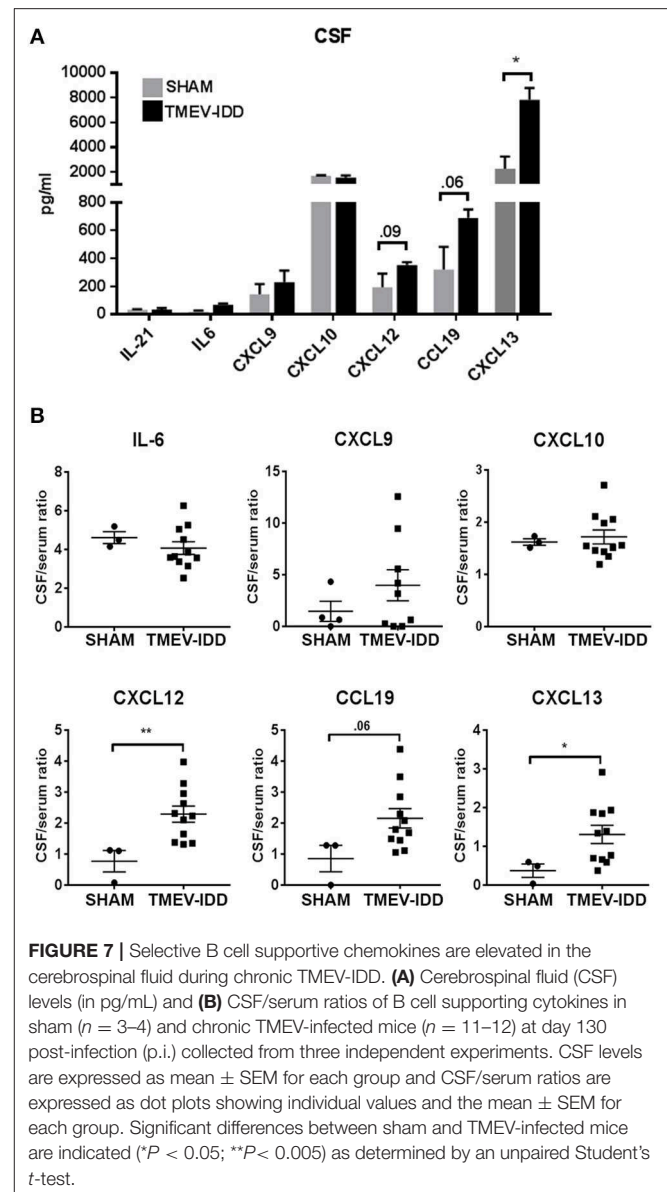 A
CSF
SHAM
TMEV-IDD
pg/ml
10000
8000
6000
4000
2000
800
600
400
200
0
.09
.06
*
IL-21
IL6
CXCL9
CXCL10
CXCL12
CCL19
CXCL13
B
IL-6
CSF/serum ratio
8
6
4
2
0
SHAM TMEV-IDD
CXCL9
CSF/serum ratio
15
10
5
0
SHAM TMEV-IDD
CXCL10
CSF/serum ratio
3
2
1
0
SHAM TMEV-IDD
CXCL12
CSF/serum ratio
5
4
3
2
1
0
**
SHAM TMEV-IDD
CCL19
CSF/serum ratio
5
4
3
2
1
0
.06
SHAM TMEV-IDD
CXCL13
CSF/serum ratio
4
3
2
1
0
*
SHAM TMEV-IDD
FIGURE 7 | Selective B cell supportive chemokines are elevated in the
cerebrospinal fluid during chronic TMEV-IDD. (A) Cerebrospinal fluid (CSF)
levels (in pg/mL) and (B) CSF/serum ratios of B cell supporting cytokines in
sham (n = 3–4) and chronic TMEV-infected mice (n = 11–12) at day 130
post-infection (p.i.) collected from three independent experiments. CSF levels
are expressed as mean ± SEM for each group and CSF/serum ratios are
expressed as dot plots showing individual values and the mean ± SEM for
each group. Significant differences between sham and TMEV-infected mice
are indicated (*P < 0.05; **P< 0.005) as determined by an unpaired Student's
t-test.